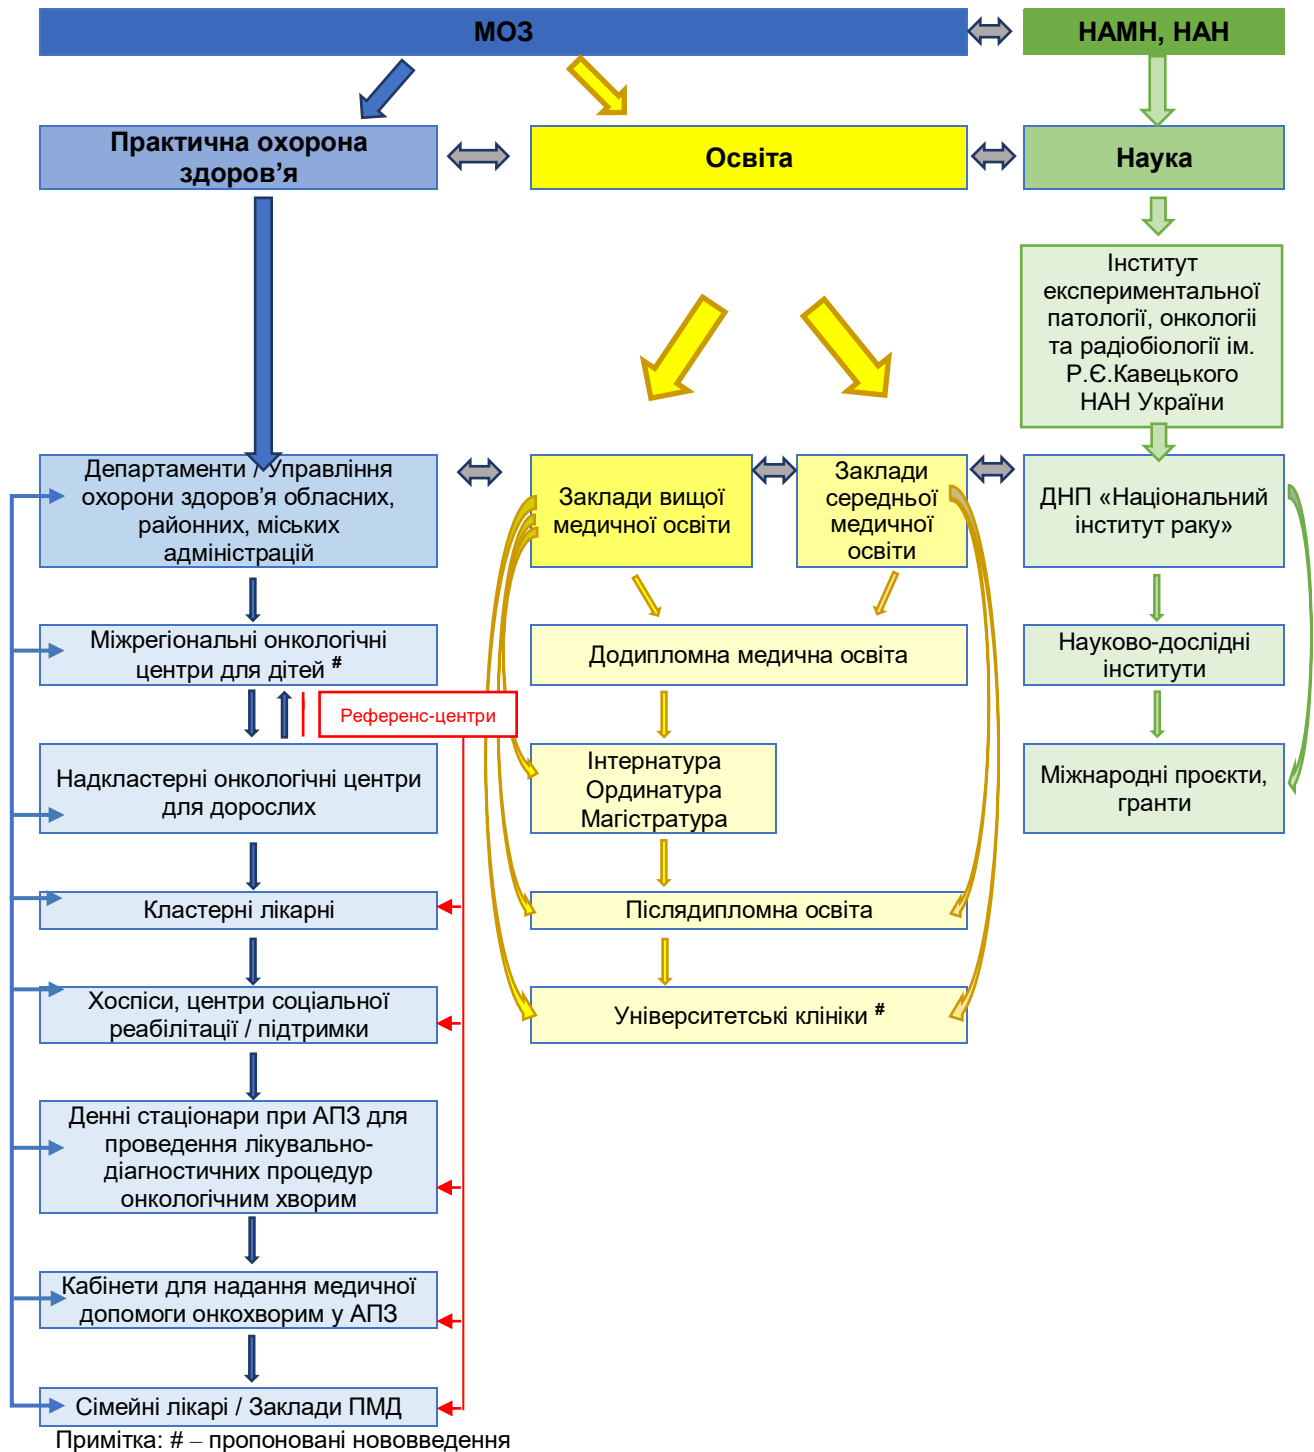 МОЗ
НАМН, НАН
Практична охорона
здоров’я
Освіта
Наука
Інститут
експериментальної
патології, онкологіі
та радіобіології ім.
Р.Є.Кавецького
НАН України
Департаменти / Управління
охорони здоров’я обласних,
районних, міських
адміністрацій
Заклади вищої
медичної освіти
Заклади
середньої
медичної
освіти
ДНП «Національний
інститут раку»
Міжрегіональні онкологічні
центри для дітей #
Додипломна медична освіта
Науково-дослідні
інститути
Референс-центри
Надкластерні онкологічні центри
для дорослих
Інтернатура
Ординатура
Магістратура
Міжнародні проєкти,
гранти
Кластерні лікарні
Післядипломна освіта
Хоспіси, центри соціальної
реабілітації / підтримки
Університетські клініки #
Денні стаціонари при АПЗ для
проведення лікувально-
діагностичних процедур
онкологічним хворим
Кабінети для надання медичної
допомоги онкохворим у АПЗ
Сімейні лікарі / Заклади ПМД
Примітка: # – пропоновані нововведення